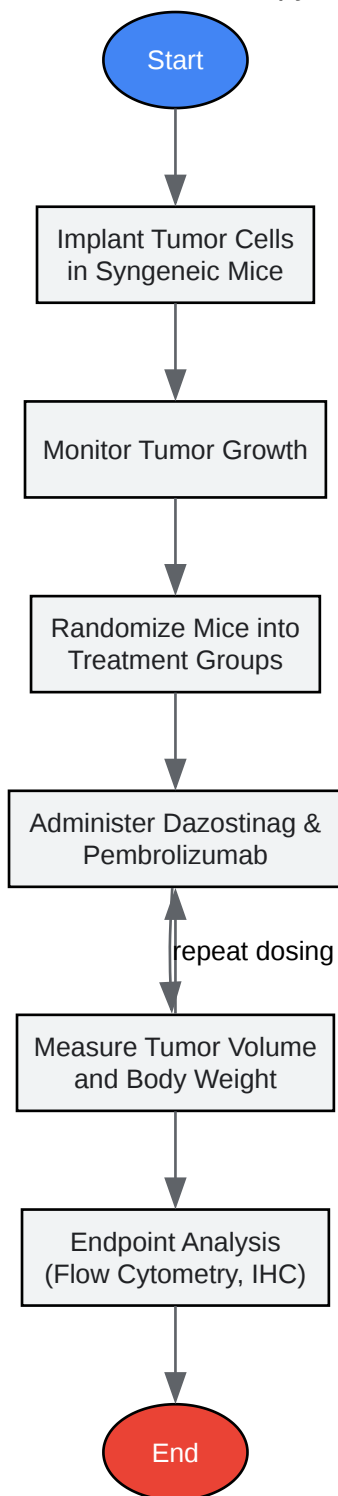 Start
Implant Tumor Cells
in Syngeneic Mice
Monitor Tumor Growth
Randomize Mice into
Treatment Groups
Administer Dazostinag &
Pembrolizumab
repeat dosing
Measure Tumor Volume
and Body Weight
Endpoint Analysis
(Flow Cytometry, IHC)
End